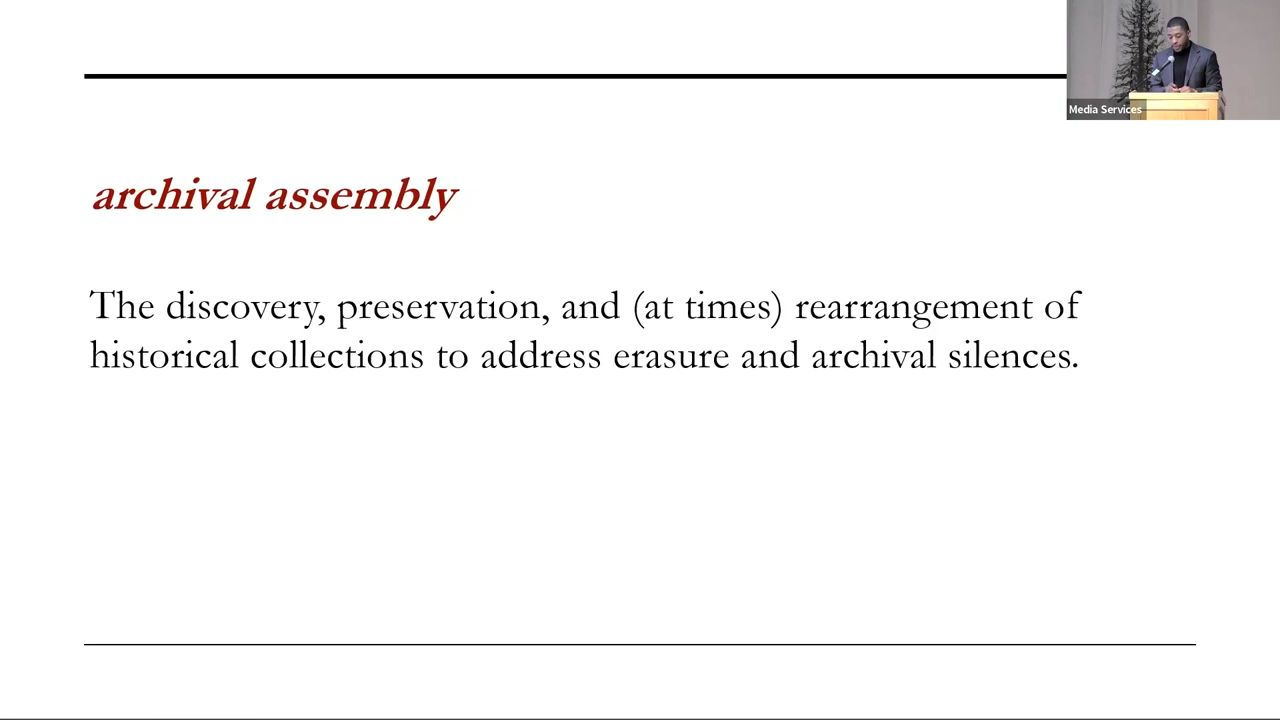 Media Services
archival assembly
The discovery, preservation, and (at times) rearrangement of
historical collections to address erasure and archival silences.